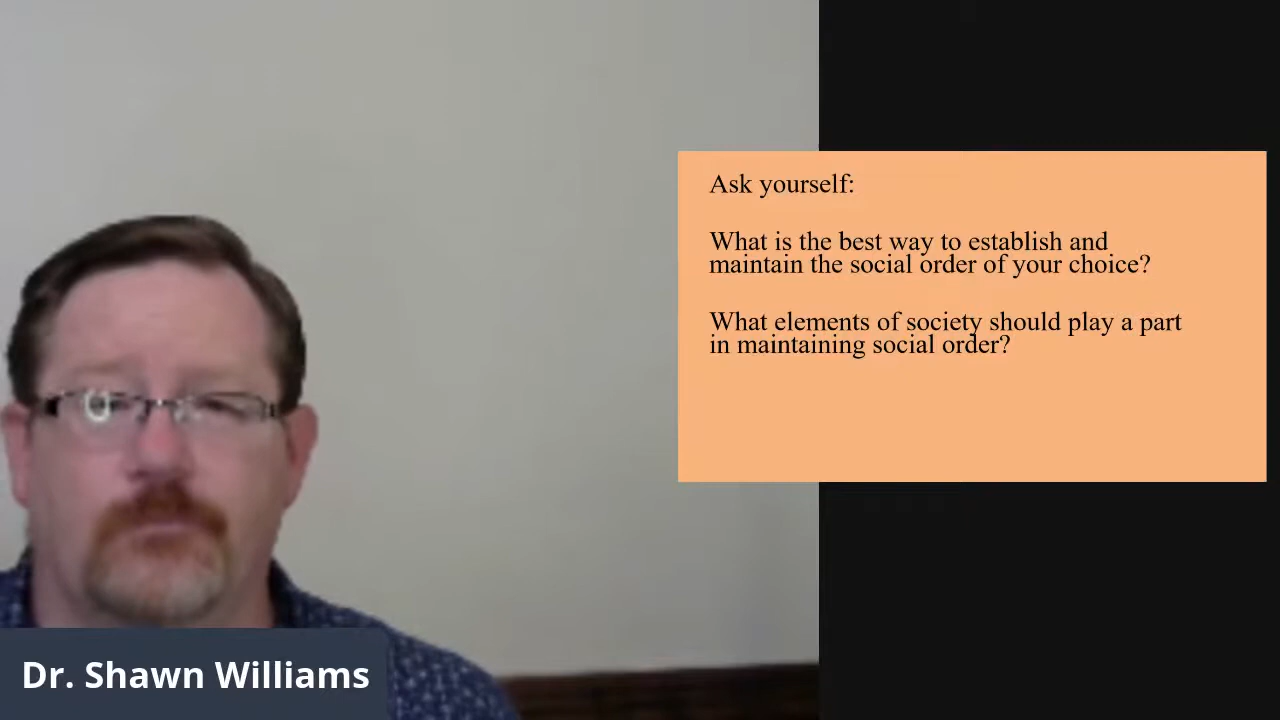 Ask yourself:
What is the best way to establish and
maintain the social order of your choice?
What elements of society should play a part
in maintaining social order?
Dr. Shawn Williams